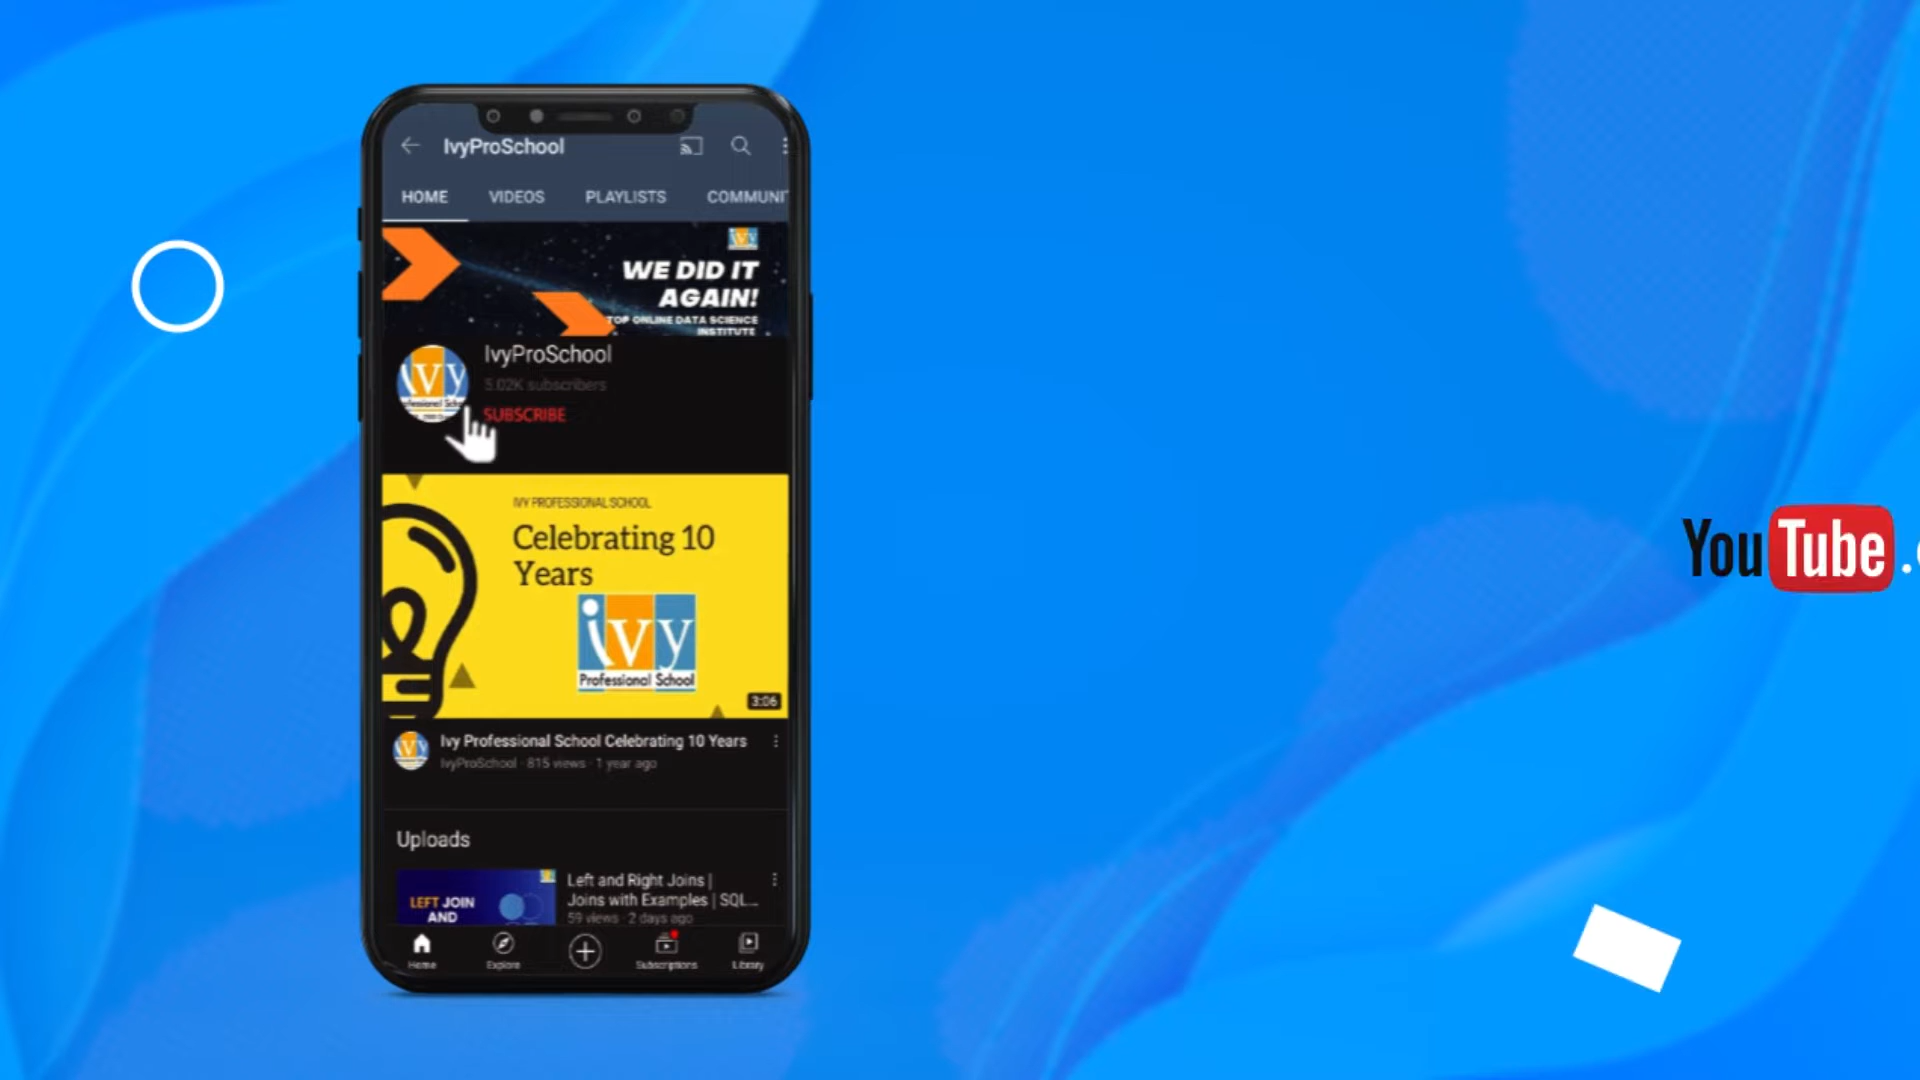 IvyProSchool
HOME VIDEOS PLAYLISTS COMMUNI
ivy
WE DID IT
AGAIN!
TOP ONLINE DATA SCIENCE
INSTITUTE
ivy
IvyProSchool
5.02K subscribers
SUBSCRIBE
IVY PROFESSIONAL SCHOOL
Celebrating 10
Years
ivy
Professional School
3:06
Ivy Professional School Celebrating 10 Years
IvyProSchool · 815 views · 1 year ago
Uploads
LEFT JOIN
AND
Left and Right Joins |
Joins with Examples | SQL...
59 views · 2 days ago
Home Explore Subscriptions Library
YouTube.